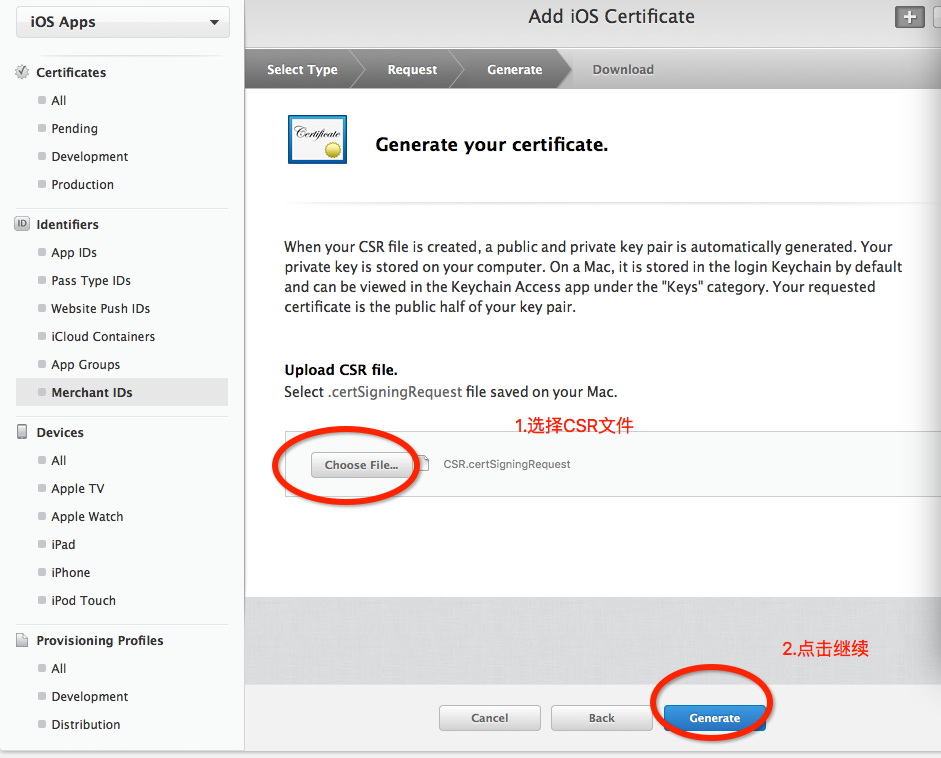 iOS Apps
Certificates
All
Pending
Development
Production
ID
Identifiers
App IDs
Pass Type IDs
Website Push IDs
iCloud Containers
App Groups
Merchant IDs
Devices
All
Apple TV
Apple Watch
iPad
iPhone
iPod Touch
Provisioning Profiles
All
Development
Distribution
Add iOS Certificate
+
Select Type
Request
Generate
Download
Certificate
Generate your certificate.
When your CSR file is created, a public and private key pair is automatically generated. Your
private key is stored on your computer. On a Mac, it is stored in the login Keychain by default
and can be viewed in the Keychain Access app under the "Keys" category. Your requested
certificate is the public half of your key pair.
Upload CSR file.
Select .certSigningRequest file saved on your Mac.
1.选择CSR文件
Choose File...
CSR.certSigningRequest
2.点击继续
Cancel
Back
Generate